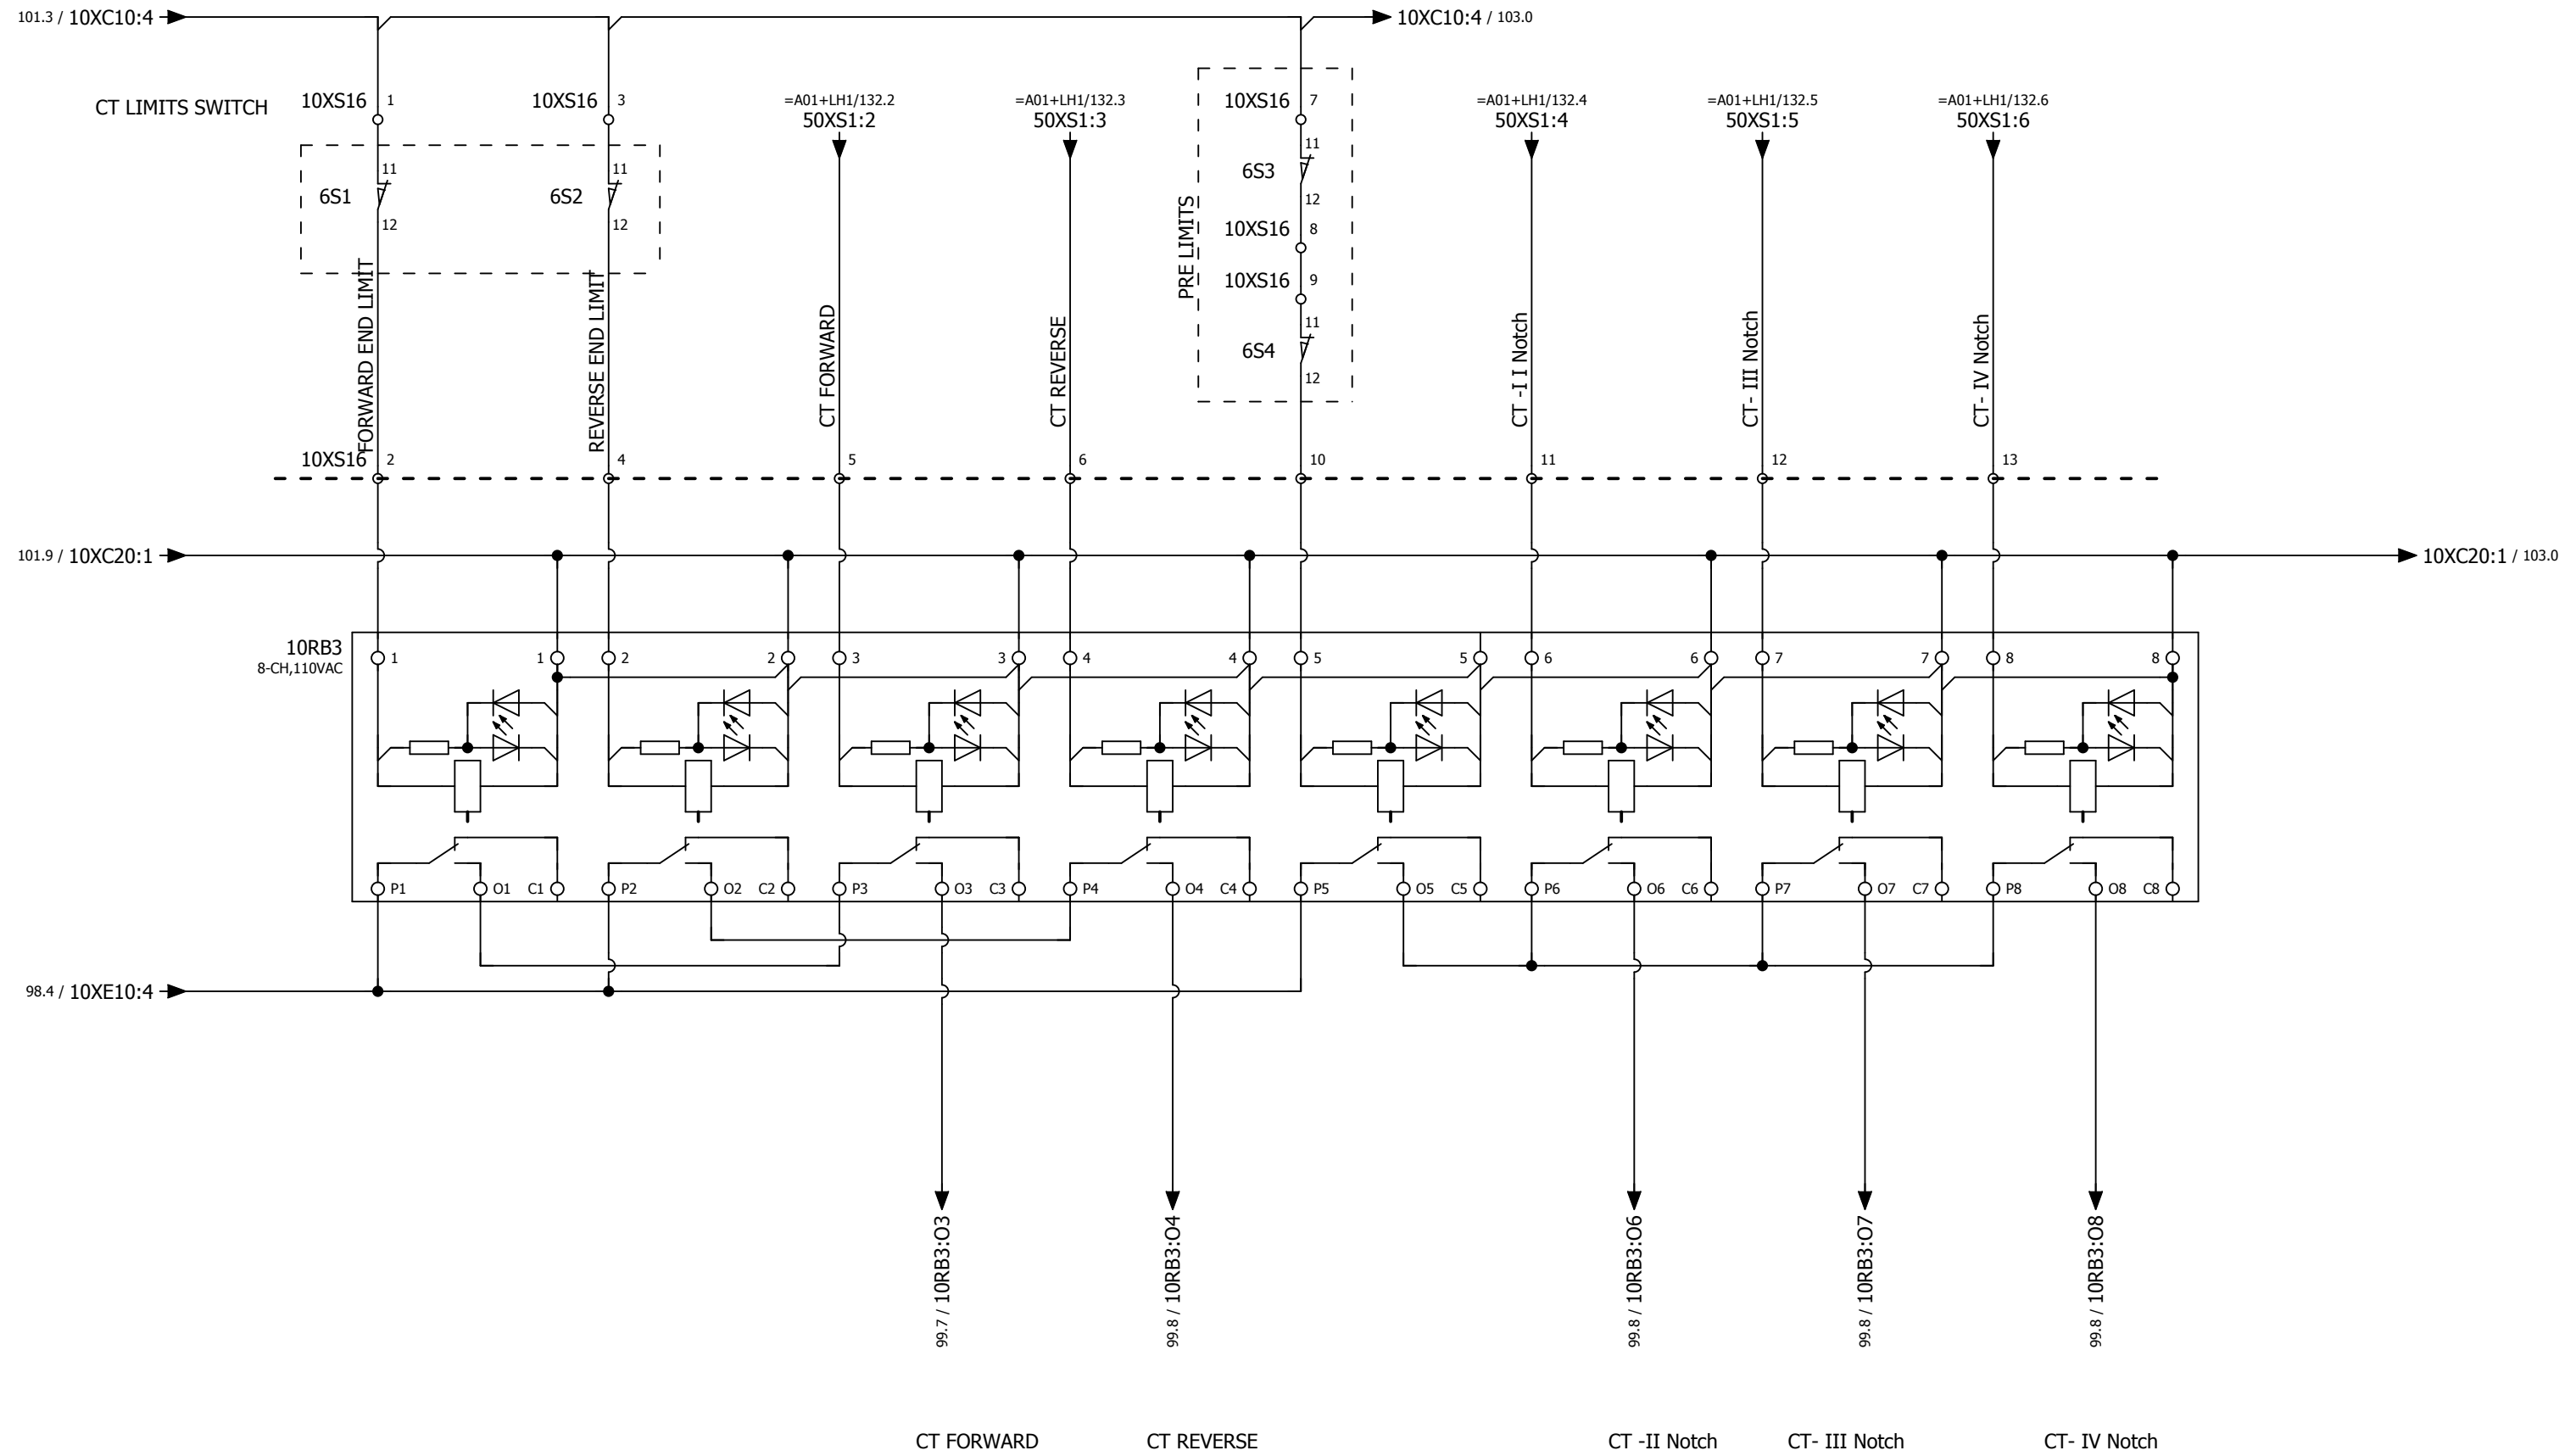 101.3 / 10XC10:4
10XC10:4 / 103.0
CT LIMITS SWITCH
10XS16 1
10XS16 3
=A01+LH1/132.2
50XS1:2
=A01+LH1/132.3
50XS1:3
10XS16 7
=A01+LH1/132.4
50XS1:4
=A01+LH1/132.5
50XS1:5
=A01+LH1/132.6
50XS1:6
11
6S1
12
11
6S2
12
11
6S3
12
10XS16 8
10XS16 9
11
6S4
12
PRE LIMITS
FORWARD END LIMIT
REVERSE END LIMIT
CT FORWARD
CT REVERSE
CT -I I Notch
CT- III Notch
CT- IV Notch
10XS16 2 4 5 6 10 11 12 13
101.9 / 10XC20:1
10XC20:1 / 103.0
10RB3
8-CH,110VAC
1 1 2 2 3 3 4 4 5 5 6 6 7 7 8 8
P1 O1 C1 P2 O2 C2 P3 O3 C3 P4 O4 C4 P5 O5 C5 P6 O6 C6 P7 O7 C7 P8 O8 C8
98.4 / 10XE10:4
99.7 / 10RB3:O3
99.8 / 10RB3:O4
99.8 / 10RB3:O6
99.8 / 10RB3:O7
99.8 / 10RB3:O8
CT FORWARD
CT REVERSE
CT -II Notch
CT- III Notch
CT- IV Notch